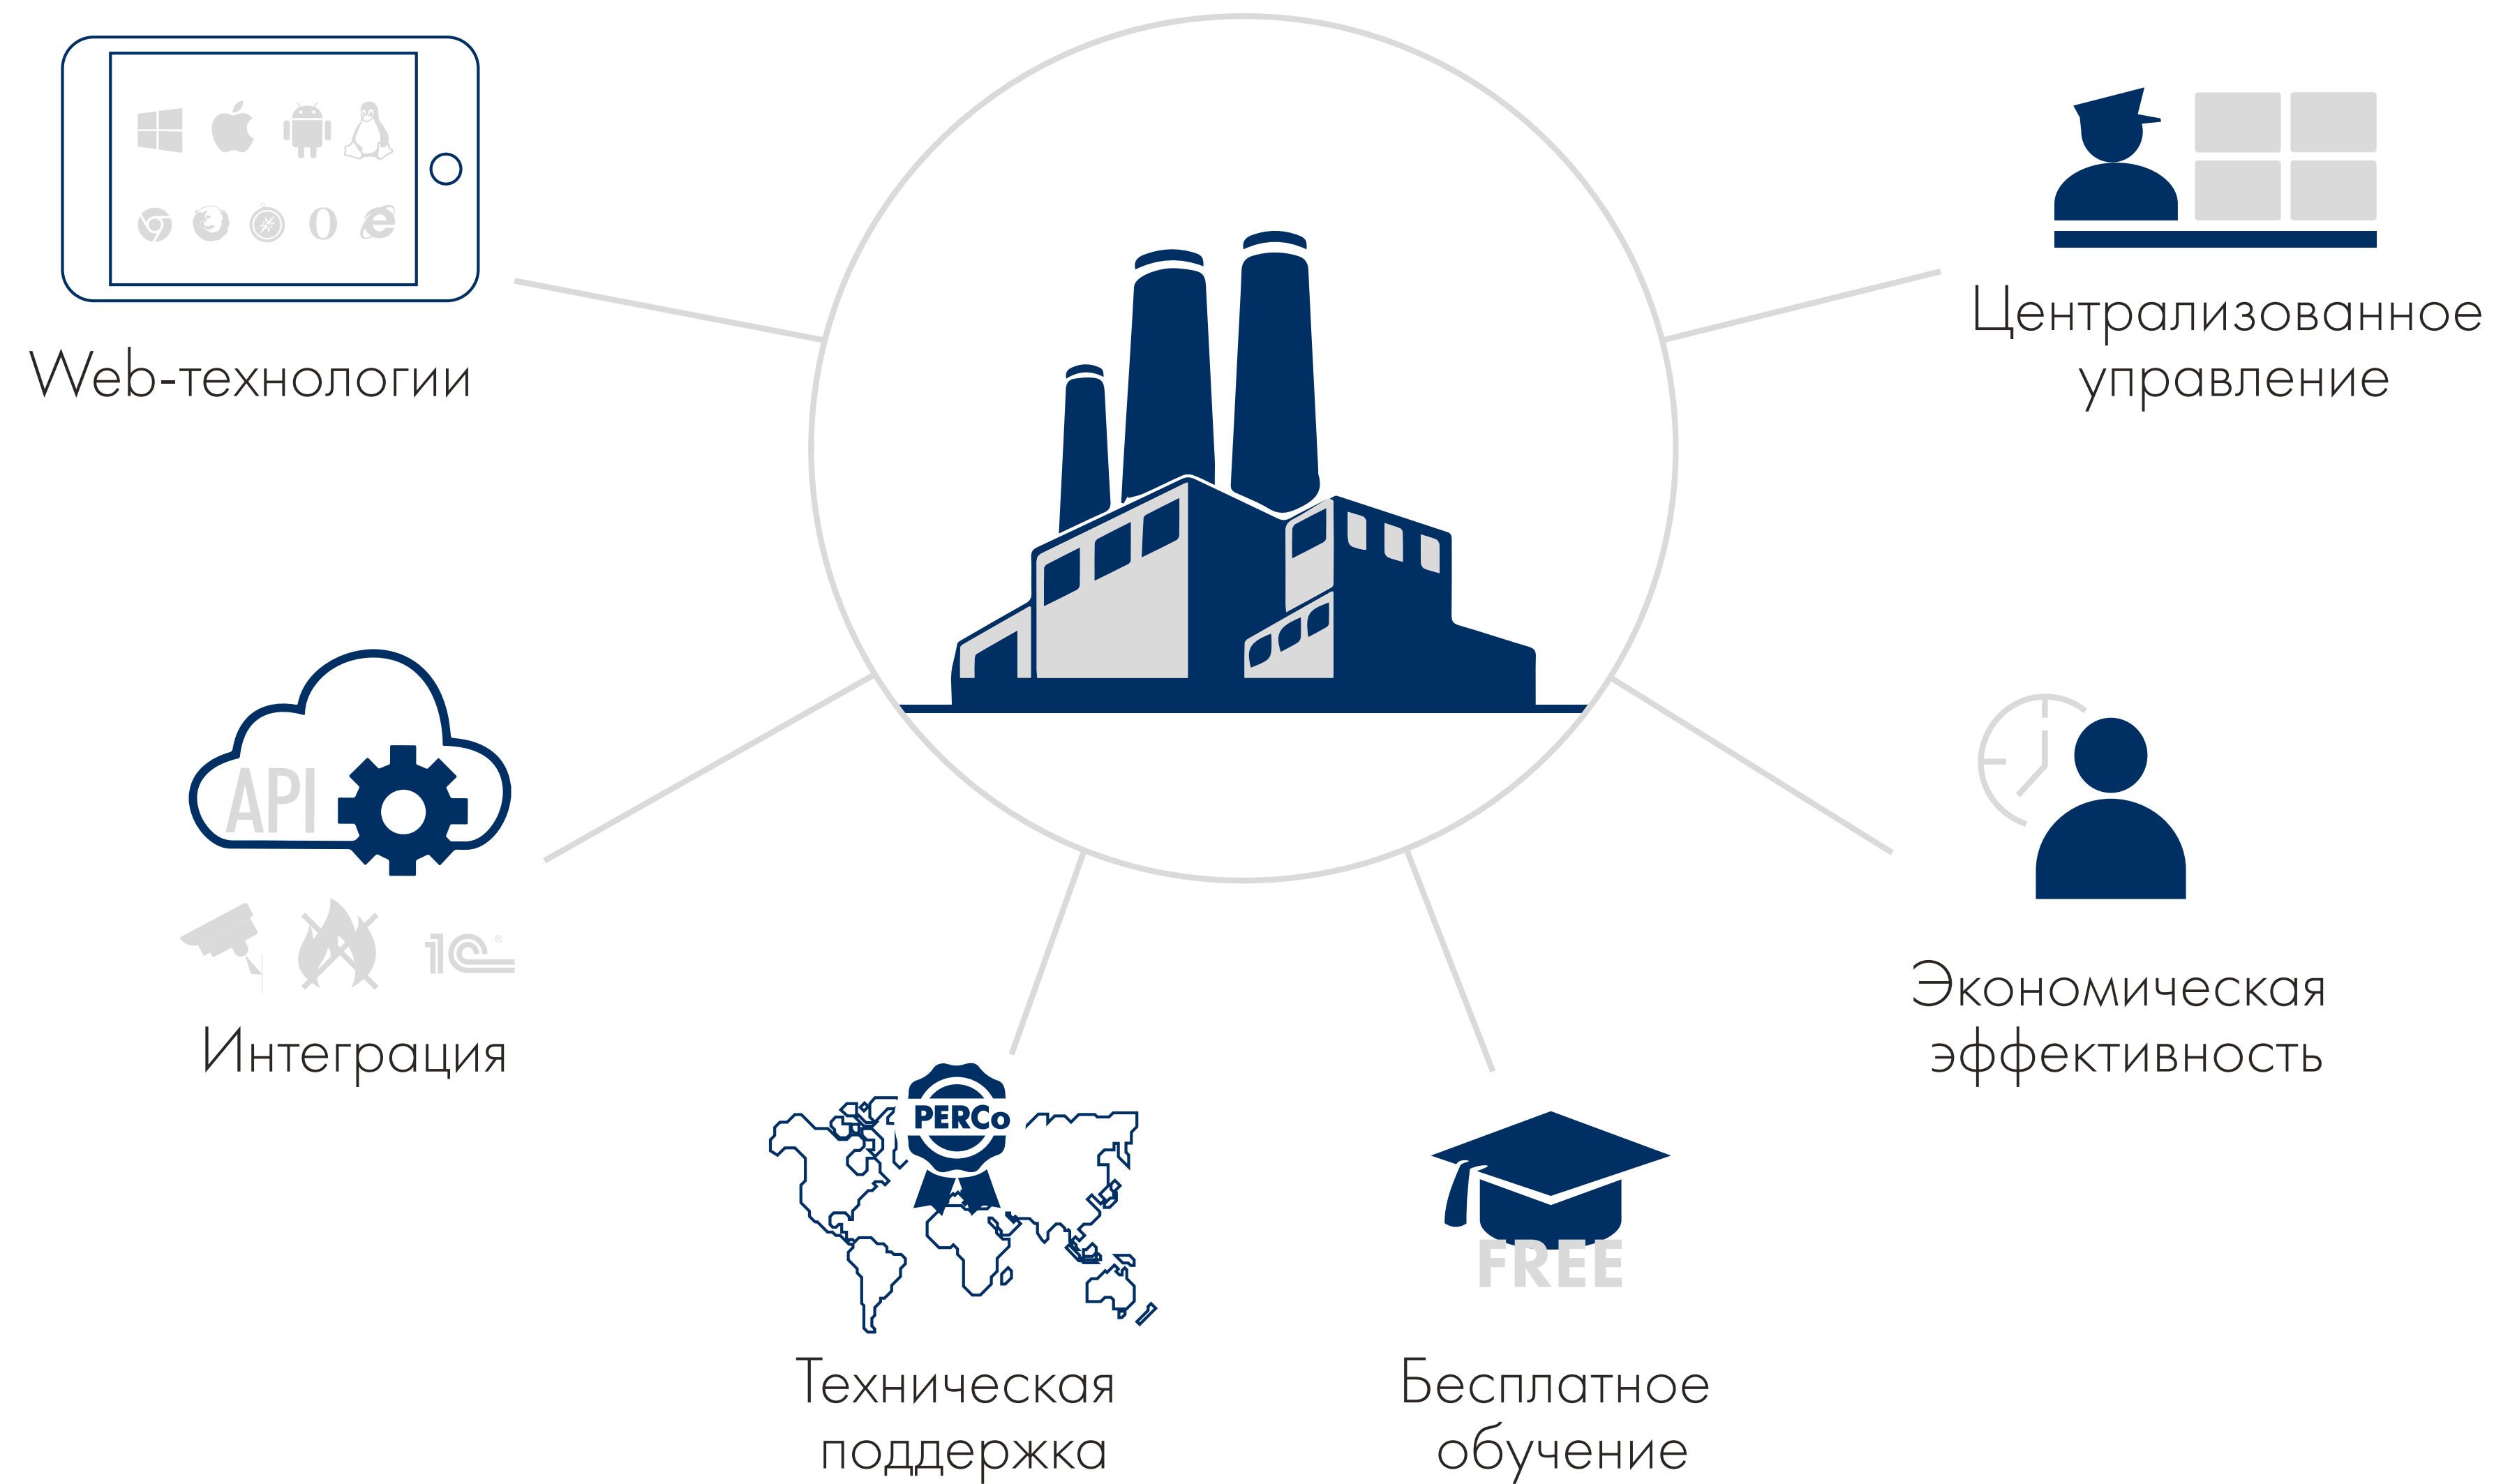 Web-технологии
Централизованное
управление
API
1С®
Интеграция
Экономическая
эффективность
PERCo
Техническая
поддержка
FREE
Бесплатное
обучение